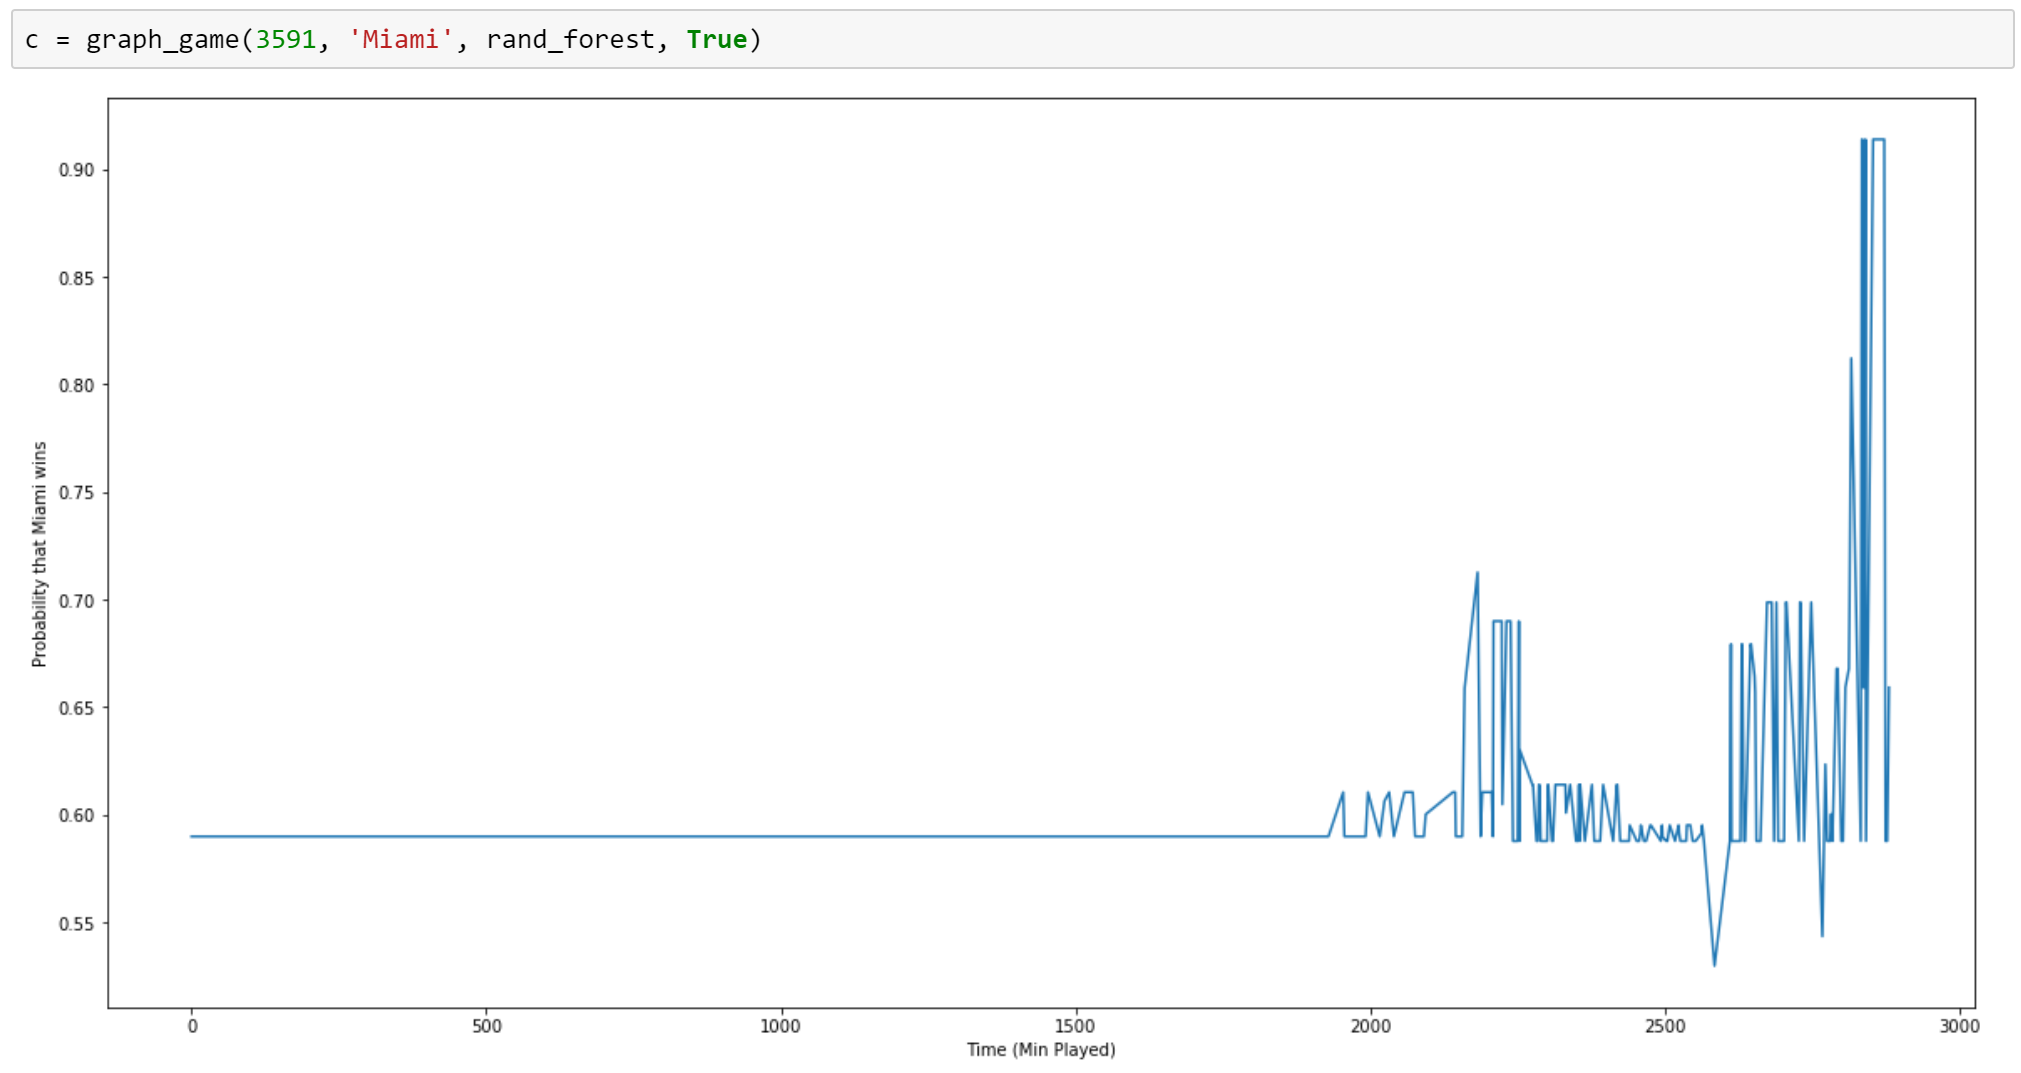 c = graph_game(3591, 'Miami', rand_forest, True)
0.90
0.85
0.80
0.75
0.70
0.65
0.60
0.55
Probability that Miami wins
0 500 1000 1500 2000 2500 3000
Time (Min Played)